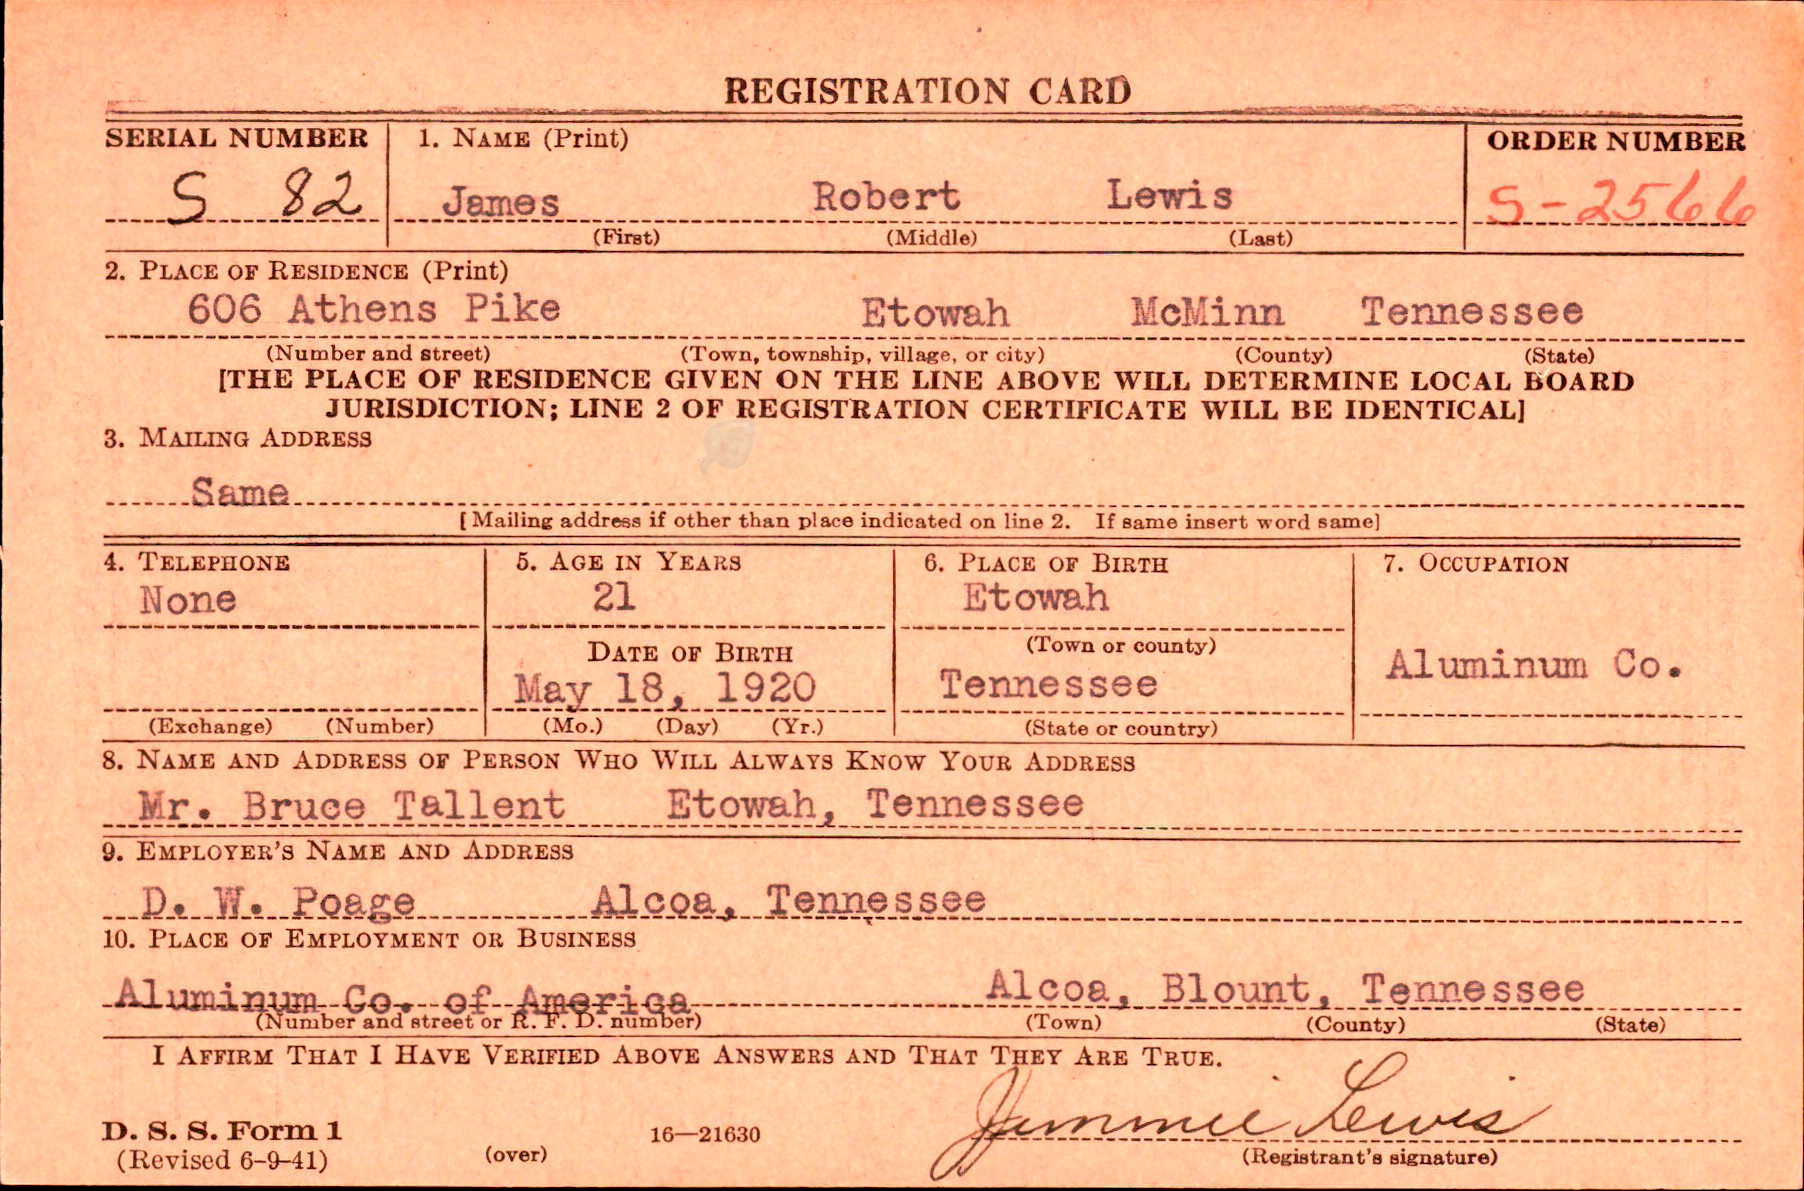 REGISTRATION CARD
SERIAL NUMBER 1. NAME (Print) ORDER NUMBER
S 82 James Robert Lewis S-2566
(First) (Middle) (Last)
2. PLACE OF RESIDENCE (Print)
606 Athens Pike Etowah McMinn Tennessee
(Number and street) (Town, township, village, or city) (County) (State)
[THE PLACE OF RESIDENCE GIVEN ON THE LINE ABOVE WILL DETERMINE LOCAL BOARD
JURISDICTION; LINE 2 OF REGISTRATION CERTIFICATE WILL BE IDENTICAL]
3. MAILING ADDRESS
Same
[Mailing address if other than place indicated on line 2. If same insert word same]
4. TELEPHONE 5. AGE IN YEARS 6. PLACE OF BIRTH 7. OCCUPATION
None 21 Etowah
DATE OF BIRTH (Town or county)
May 18, 1920 Tennessee Aluminum Co.
(Exchange) (Number) (Mo.) (Day) (Yr.) (State or country)
8. NAME AND ADDRESS OF PERSON WHO WILL ALWAYS KNOW YOUR ADDRESS
Mr. Bruce Tallent Etowah, Tennessee
9. EMPLOYER'S NAME AND ADDRESS
D. W. Poage Alcoa, Tennessee
10. PLACE OF EMPLOYMENT OR BUSINESS
Aluminum Co. of America Alcoa, Blount, Tennessee
(Number and street or R. F. D. number) (Town) (County) (State)
I AFFIRM THAT I HAVE VERIFIED ABOVE ANSWERS AND THAT THEY ARE TRUE.
Jimmie Lewis
D. S. S. Form 1 16—21630
(Revised 6-9-41) (over) (Registrant's signature)